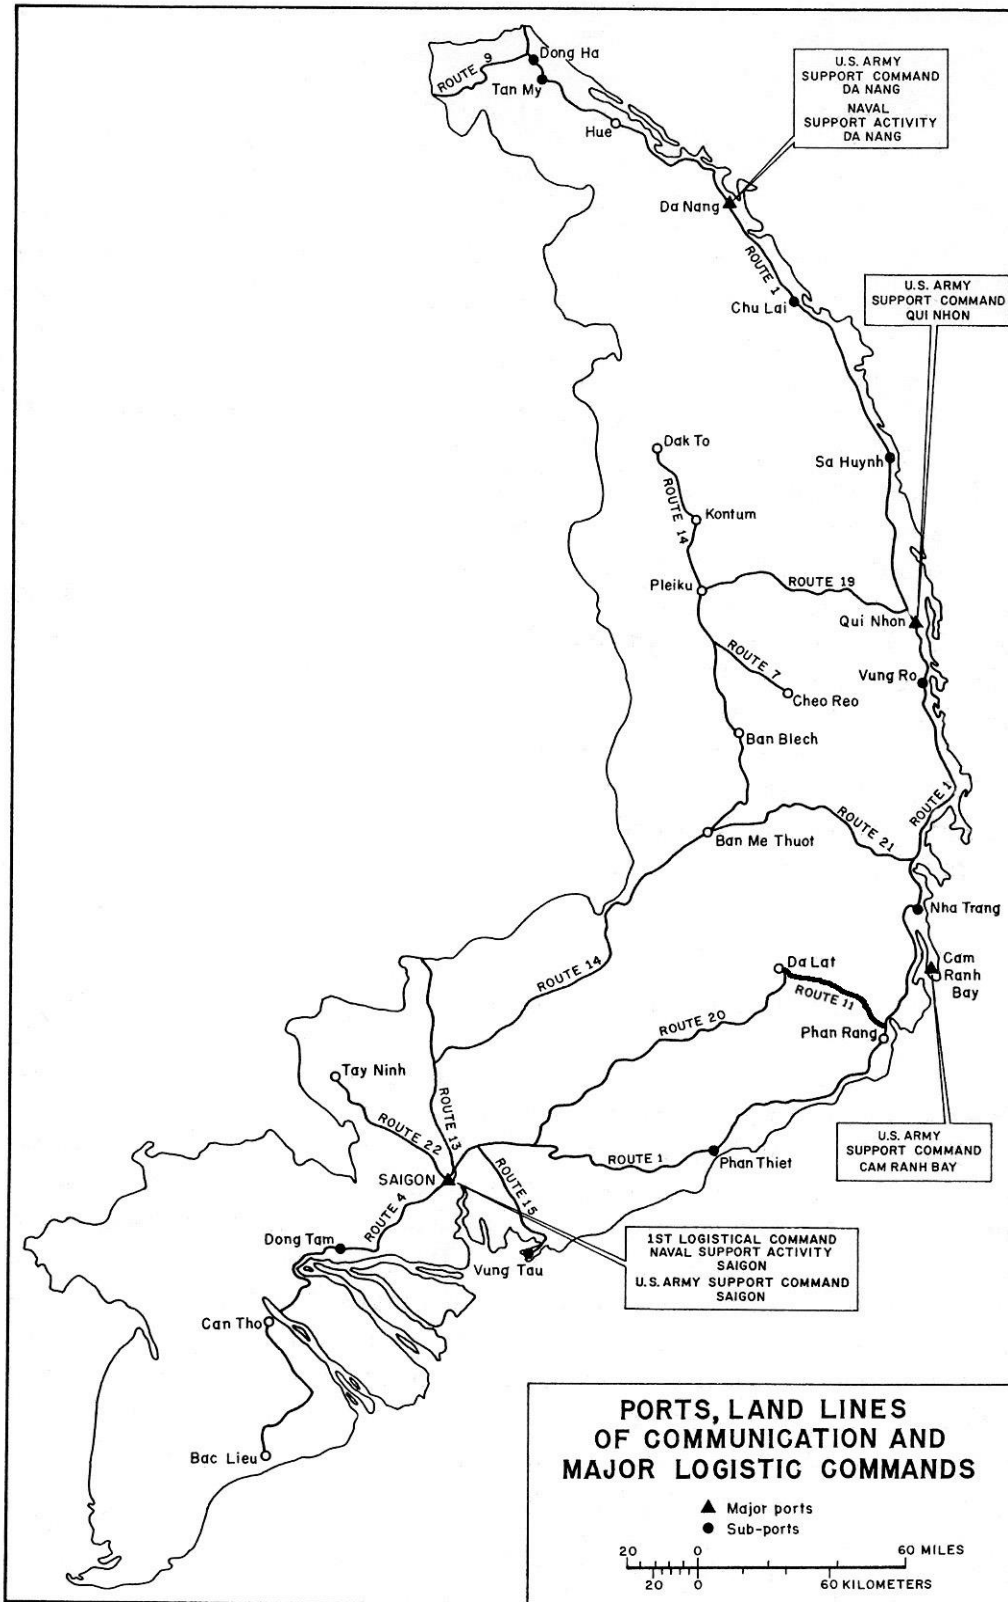 ROUTE 9
Dong Ha
Tan My
Hue
U.S. ARMY
SUPPORT COMMAND
DA NANG
NAVAL
SUPPORT ACTIVITY
DA NANG
Da Nang
ROUTE 1
Chu Lai
U.S. ARMY
SUPPORT COMMAND
QUI NHON
Dak To
Sa Huynh
ROUTE 14
Kontum
Pleiku
ROUTE 19
Qui Nhon
ROUTE 7
Vung Ro
Cheo Reo
Ban Blech
ROUTE 1
Ban Me Thuot
ROUTE 21
Nha Trang
Da Lat
Cam
Ranh
Bay
ROUTE 14
ROUTE 11
ROUTE 20
Phan Rang
Tay Ninh
ROUTE 22
ROUTE 13
U.S. ARMY
SUPPORT COMMAND
CAM RANH BAY
ROUTE 1
Phan Thiet
SAIGON
ROUTE 4
ROUTE 15
Dong Tam
Vung Tau
1ST LOGISTICAL COMMAND
NAVAL SUPPORT ACTIVITY
SAIGON
U.S. ARMY SUPPORT COMMAND
SAIGON
Can Tho
Bac Lieu
PORTS, LAND LINES
OF COMMUNICATION AND
MAJOR LOGISTIC COMMANDS
Major ports
Sub-ports
20 0 60 MILES
20 0 60 KILOMETERS